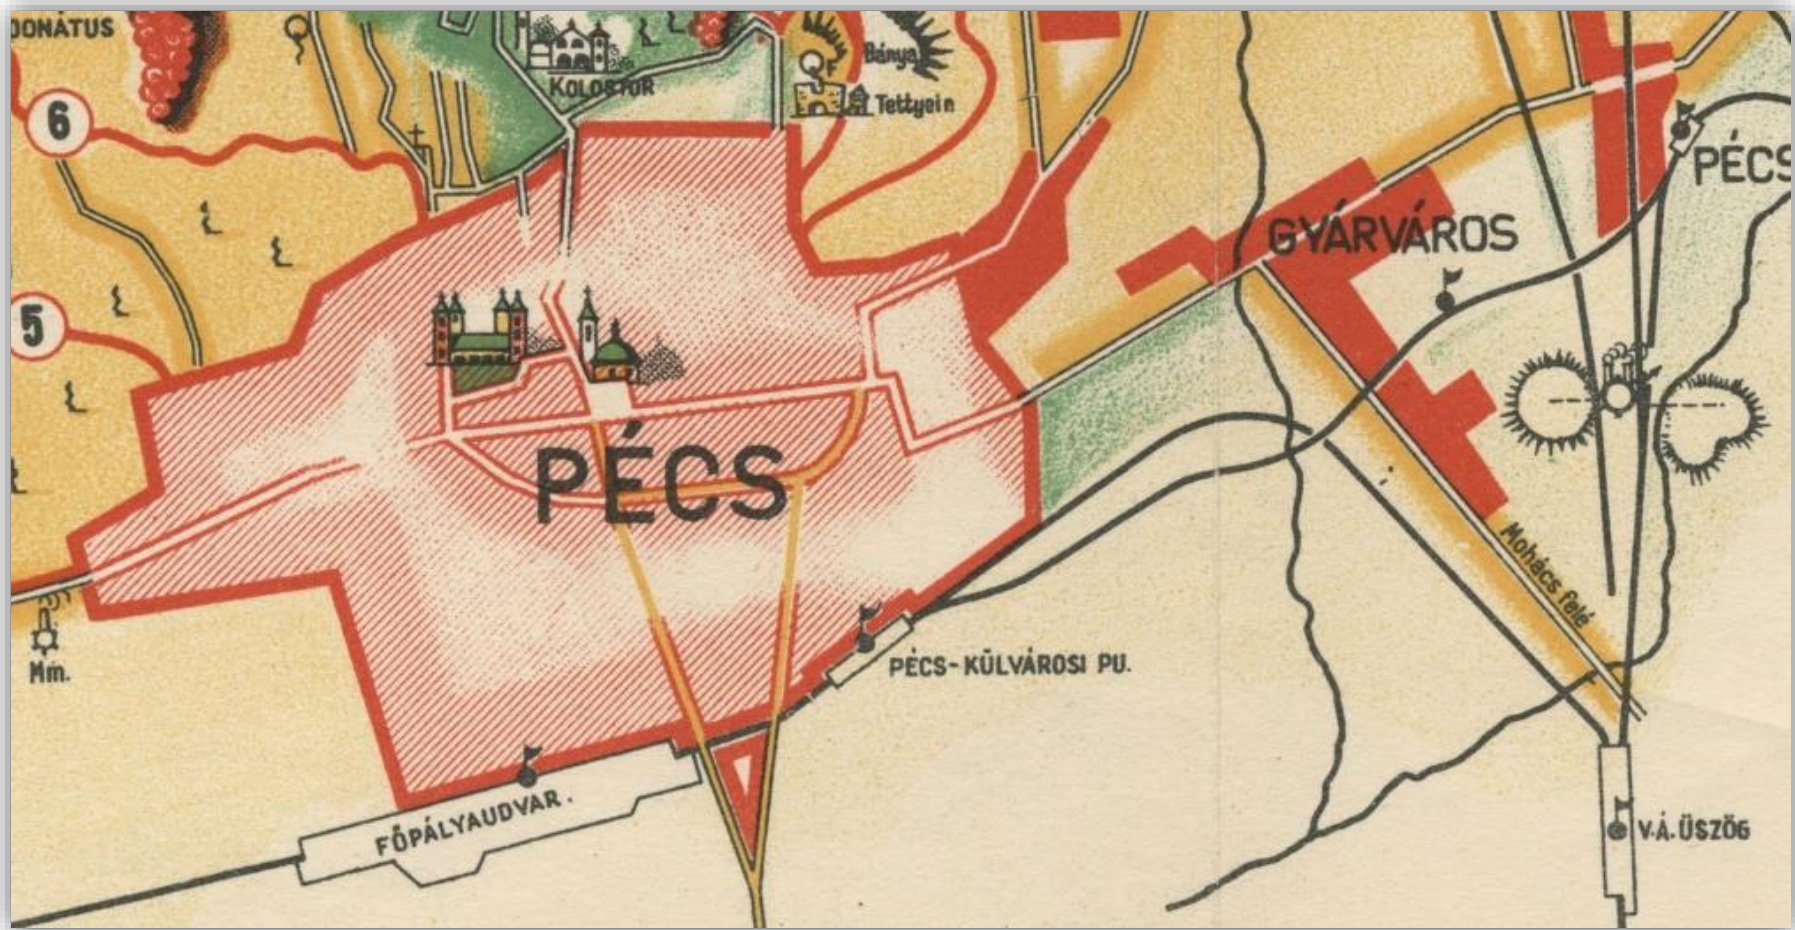 DONÁTUS
KOLOSTOR
Bánya
Tettyein
6
PÉCS
GYÁRVÁROS
5
PÉCS
Mohács felé
PÉCS-KÜLVÁROSI PU.
Mm.
FŐPÁLYAUDVAR.
V.Á. ÜSZÖG